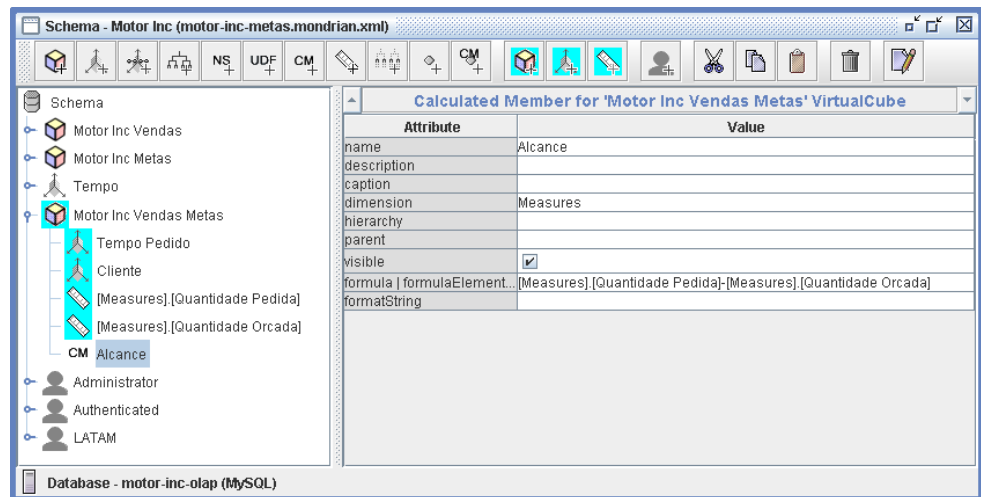 Schema - Motor Inc (motor-inc-metas.mondrian.xml)
NS UDF CM CM
Schema
Motor Inc Vendas
Motor Inc Metas
Tempo
Motor Inc Vendas Metas
Tempo Pedido
Cliente
[Measures].[Quantidade Pedida]
[Measures].[Quantidade Orcada]
CM Alcance
Administrator
Authenticated
LATAM
Calculated Member for 'Motor Inc Vendas Metas' VirtualCube
Attribute Value
name Alcance
description
caption
dimension Measures
hierarchy
parent
visible
formula | formulaElement... [Measures].[Quantidade Pedida]-[Measures].[Quantidade Orcada]
formatString
Database - motor-inc-olap (MySQL)